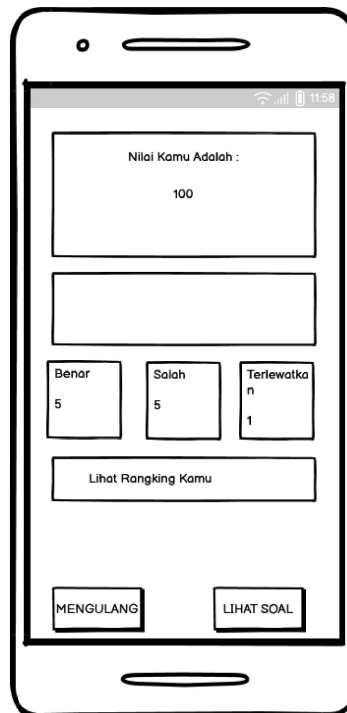 11:58
Nilai Kamu Adalah :
100
Benar
5
Salah
5
Terlewatka
n
1
Lihat Rangking Kamu
MENGULANG
LIHAT SOAL